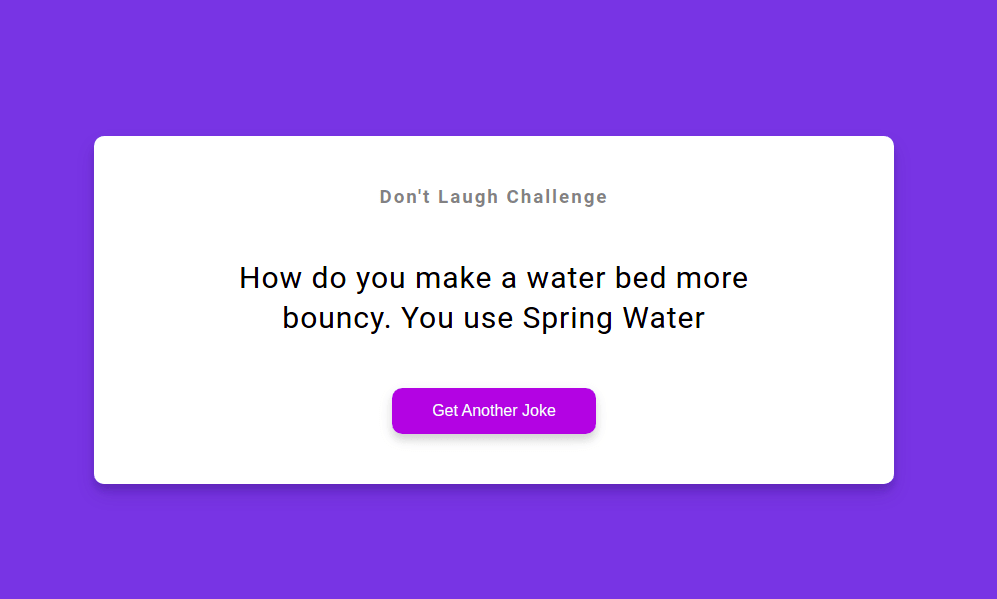 Don't Laugh Challenge
How do you make a water bed more
bouncy. You use Spring Water
Get Another Joke